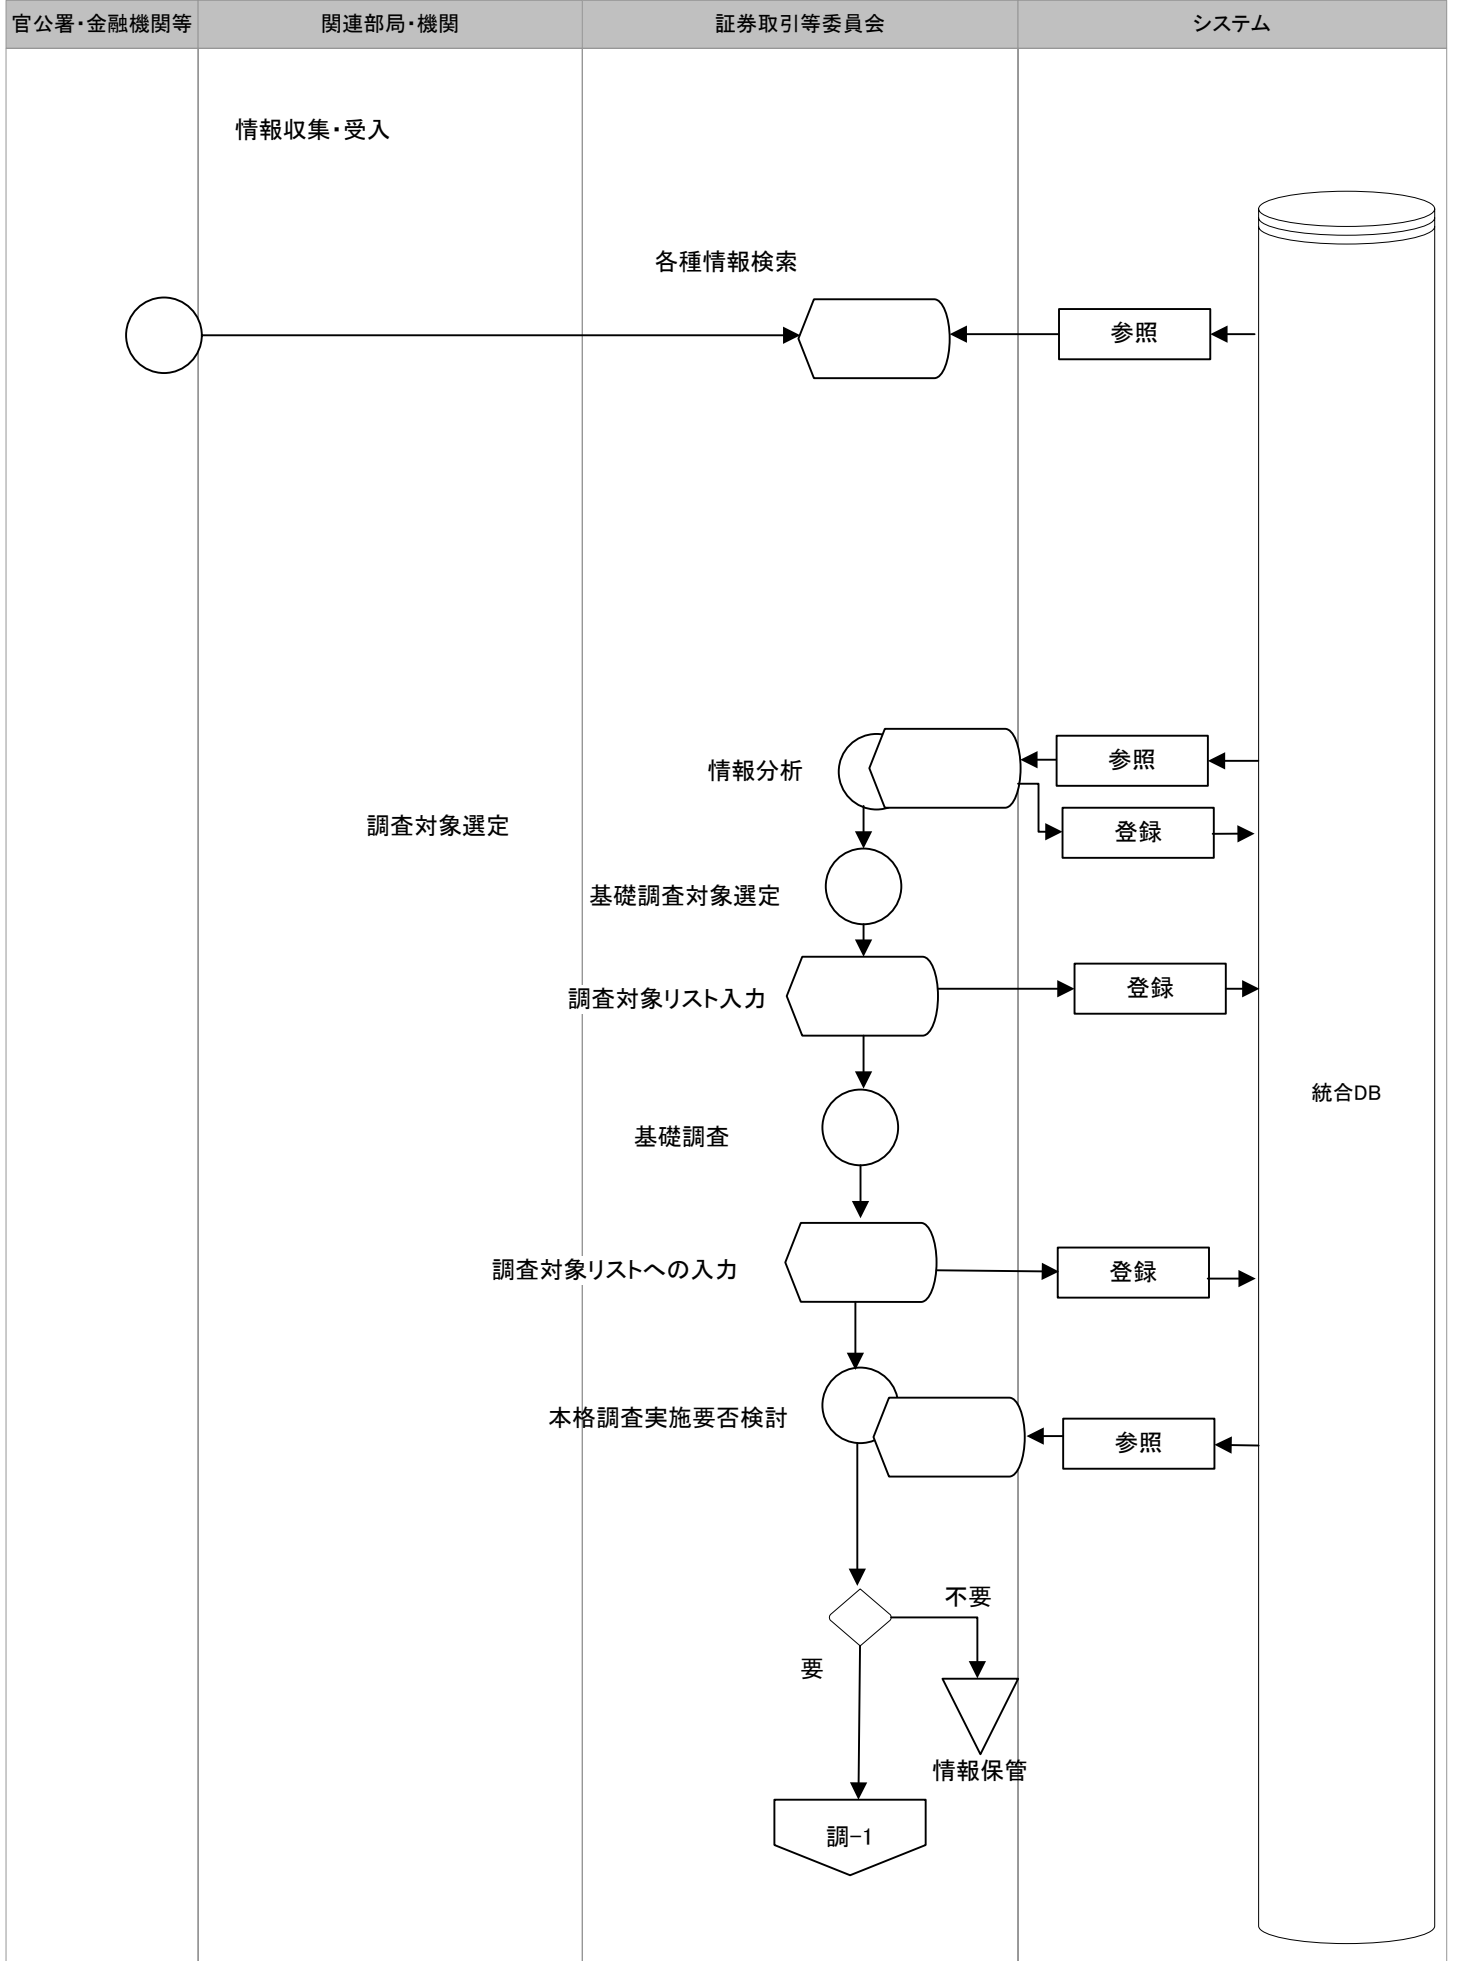 官公署・金融機関等
関連部局・機関
証券取引等委員会
システム
情報収集・受入
各種情報検索
参照
情報分析
参照
調査対象選定
登録
基礎調査対象選定
調査対象リスト入力
登録
統合DB
基礎調査
調査対象リストへの入力
登録
本格調査実施要否検討
参照
不要
要
情報保管
調-1